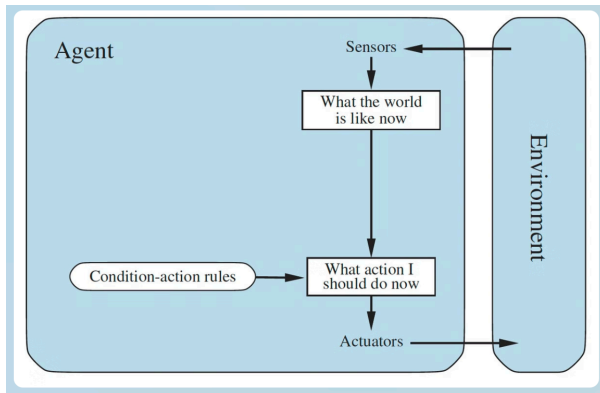 Agent
Sensors
What the world
is like now
Environment
Condition-action rules
What action I
should do now
Actuators